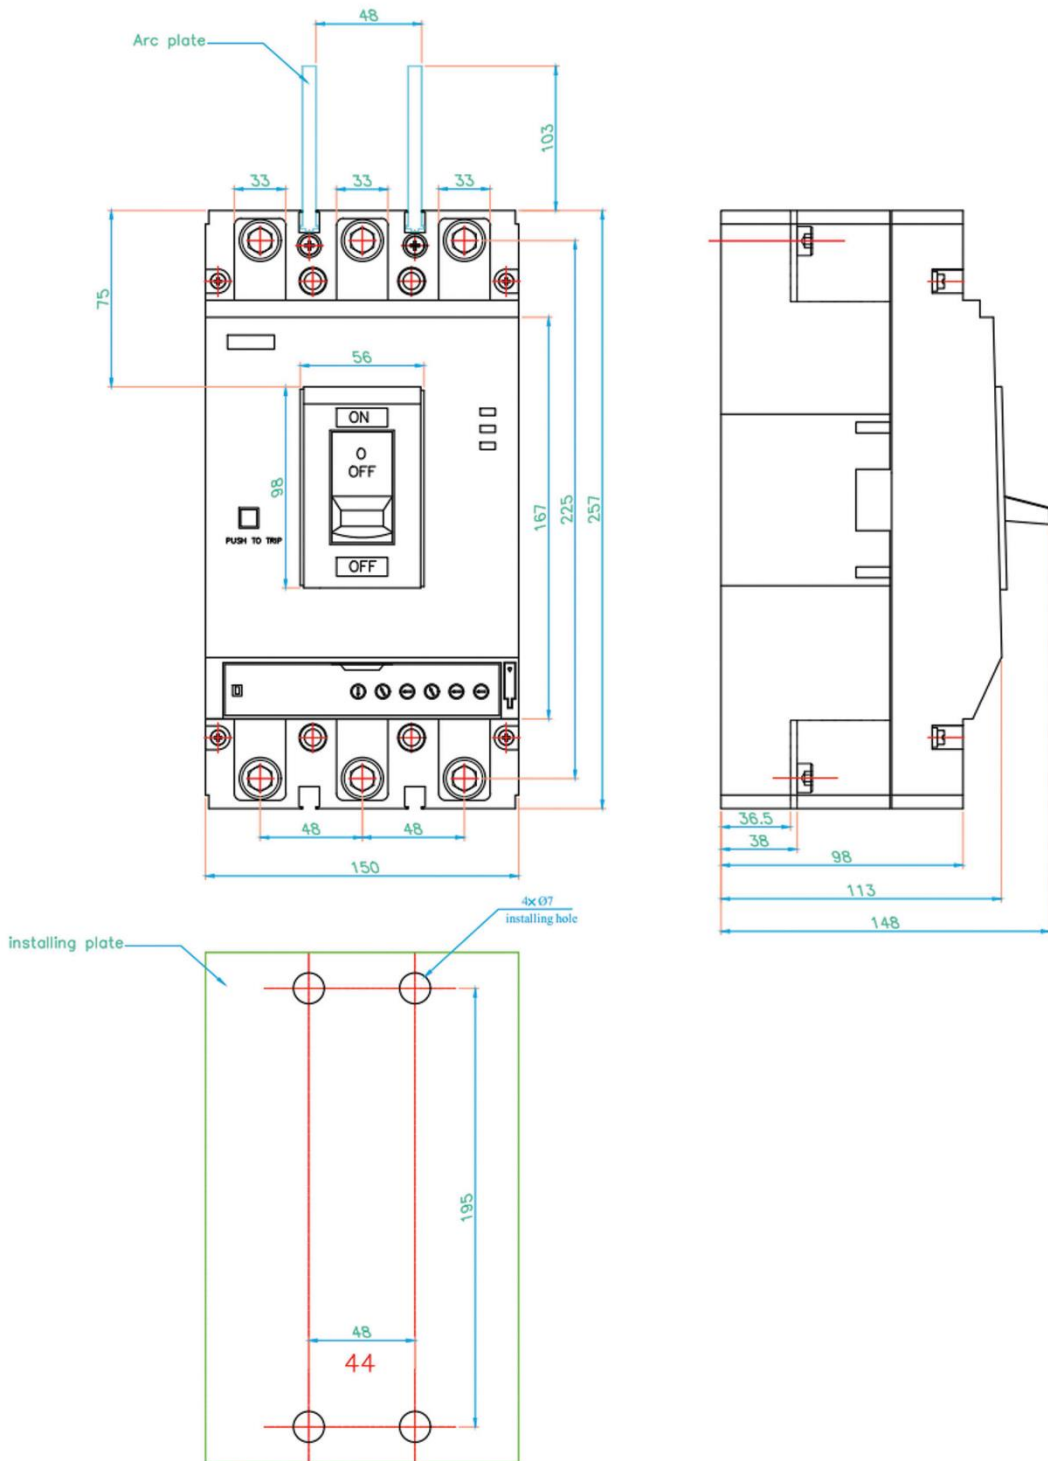 48
Arc plate
103
33
33
33
75
56
ON
O
OFF
98
167
225
257
PUSH TO TRIP
OFF
48
48
150
36.5
38
98
113
148
4×Ø7
installing hole
installing plate
195
48
44